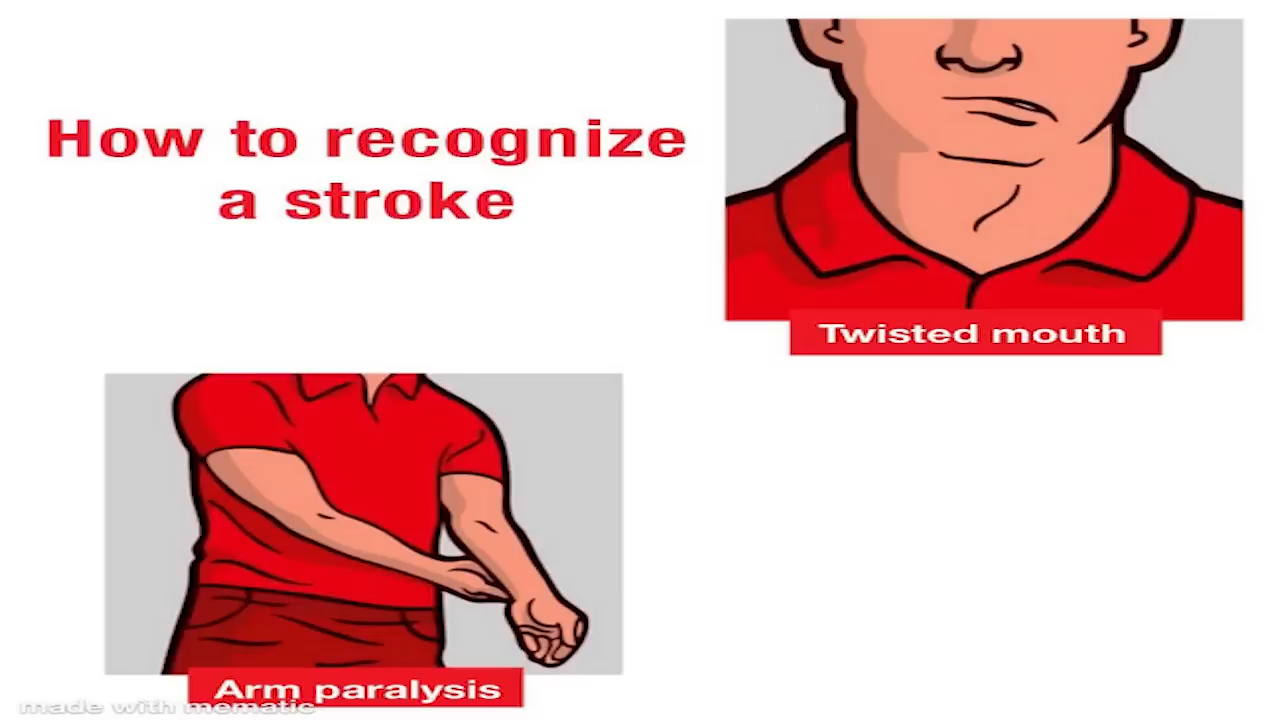 How to recognize
a stroke
Twisted mouth
Arm paralysis
made with mematic